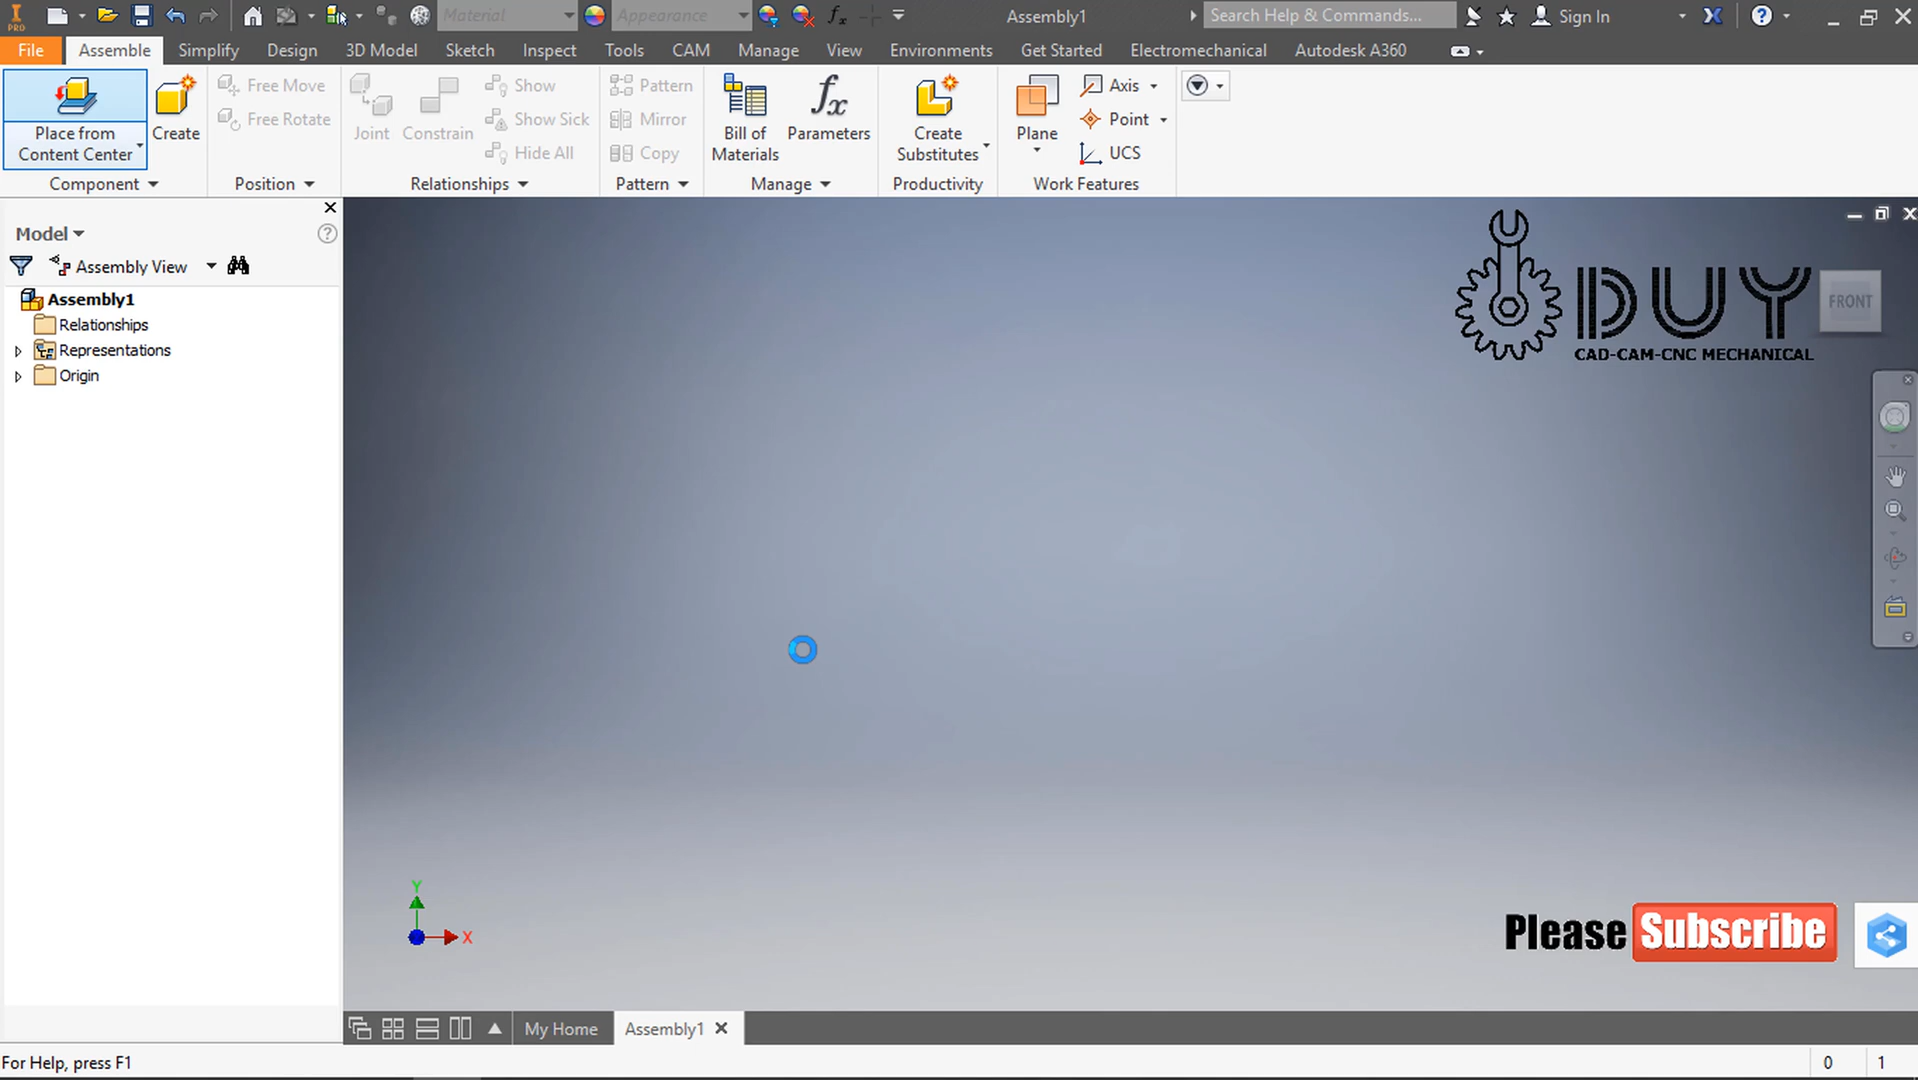 PRO
Material
Appearance
fx
Assembly1
Search Help & Commands...
Sign In
File
Assemble
Simplify
Design
3D Model
Sketch
Inspect
Tools
CAM
Manage
View
Environments
Get Started
Electromechanical
Autodesk A360
Place from
Content Center
Create
Free Move
Free Rotate
Joint
Constrain
Show
Show Sick
Hide All
Pattern
Mirror
Copy
Bill of
Materials
fx
Parameters
Create
Substitutes
Plane
Axis
Point
UCS
Component
Position
Relationships
Pattern
Manage
Productivity
Work Features
Model
Assembly View
Assembly1
Relationships
Representations
Origin
DUY
CAD-CAM-CNC MECHANICAL
FRONT
Y
X
Please Subscribe
My Home
Assembly1
For Help, press F1
0
1